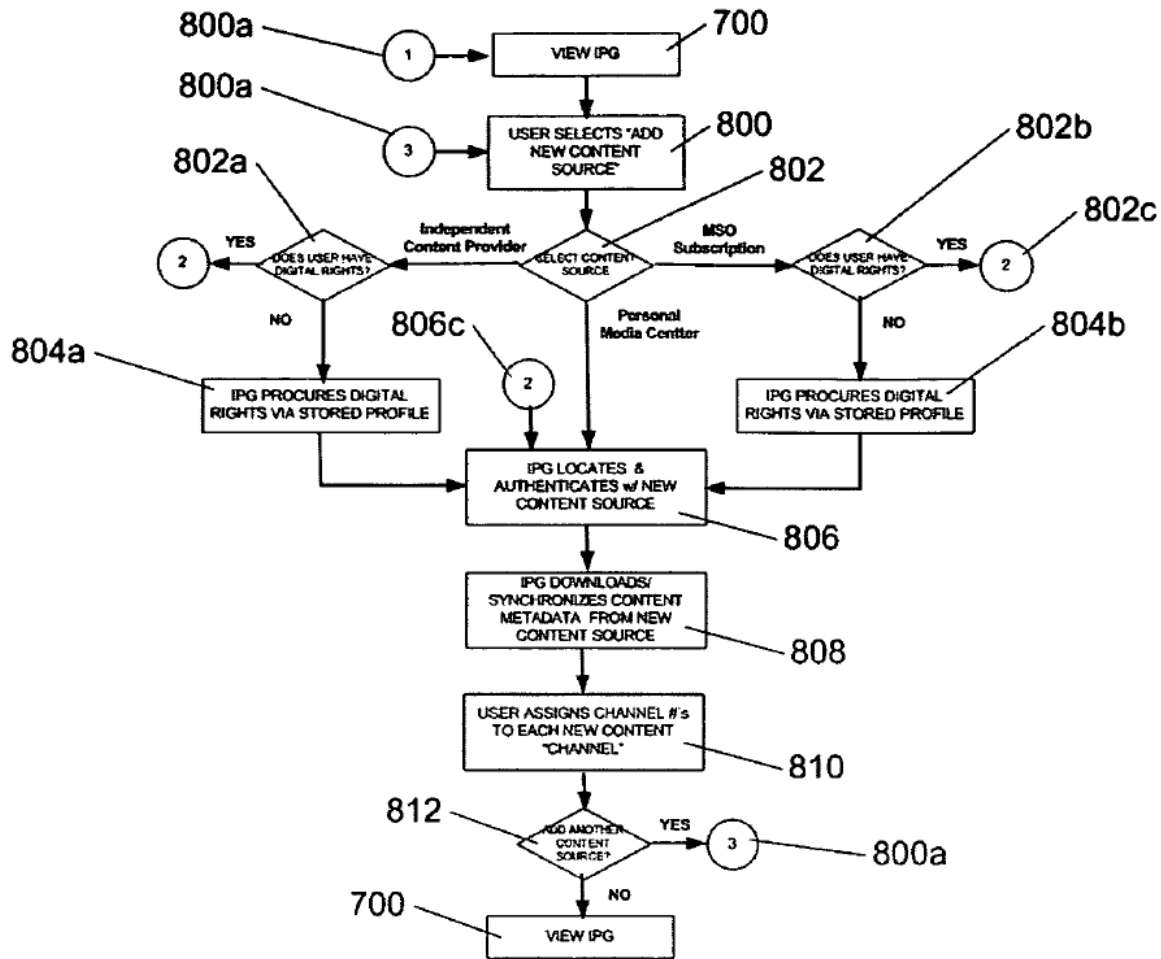 800a
1
VIEW IPG
700
800a
3
USER SELECTS "ADD
NEW CONTENT
SOURCE"
800
802a
802
802b
802c
2
YES
DOES USER HAVE
DIGITAL RIGHTS?
Independent
Content Provider
SELECT CONTENT
SOURCE
MSO
Subscription
DOES USER HAVE
DIGITAL RIGHTS?
YES
2
NO
Personal
Media Centter
NO
804a
806c
804b
2
IPG PROCURES DIGITAL
RIGHTS VIA STORED PROFILE
IPG PROCURES DIGITAL
RIGHTS VIA STORED PROFILE
IPG LOCATES &
AUTHENTICATES w/ NEW
CONTENT SOURCE
806
IPG DOWNLOADS/
SYNCHRONIZES CONTENT
METADATA FROM NEW
CONTENT SOURCE
808
USER ASSIGNS CHANNEL #'s
TO EACH NEW CONTENT
"CHANNEL"
810
812
ADD ANOTHER
CONTENT
SOURCE?
YES
3
800a
NO
700
VIEW IPG